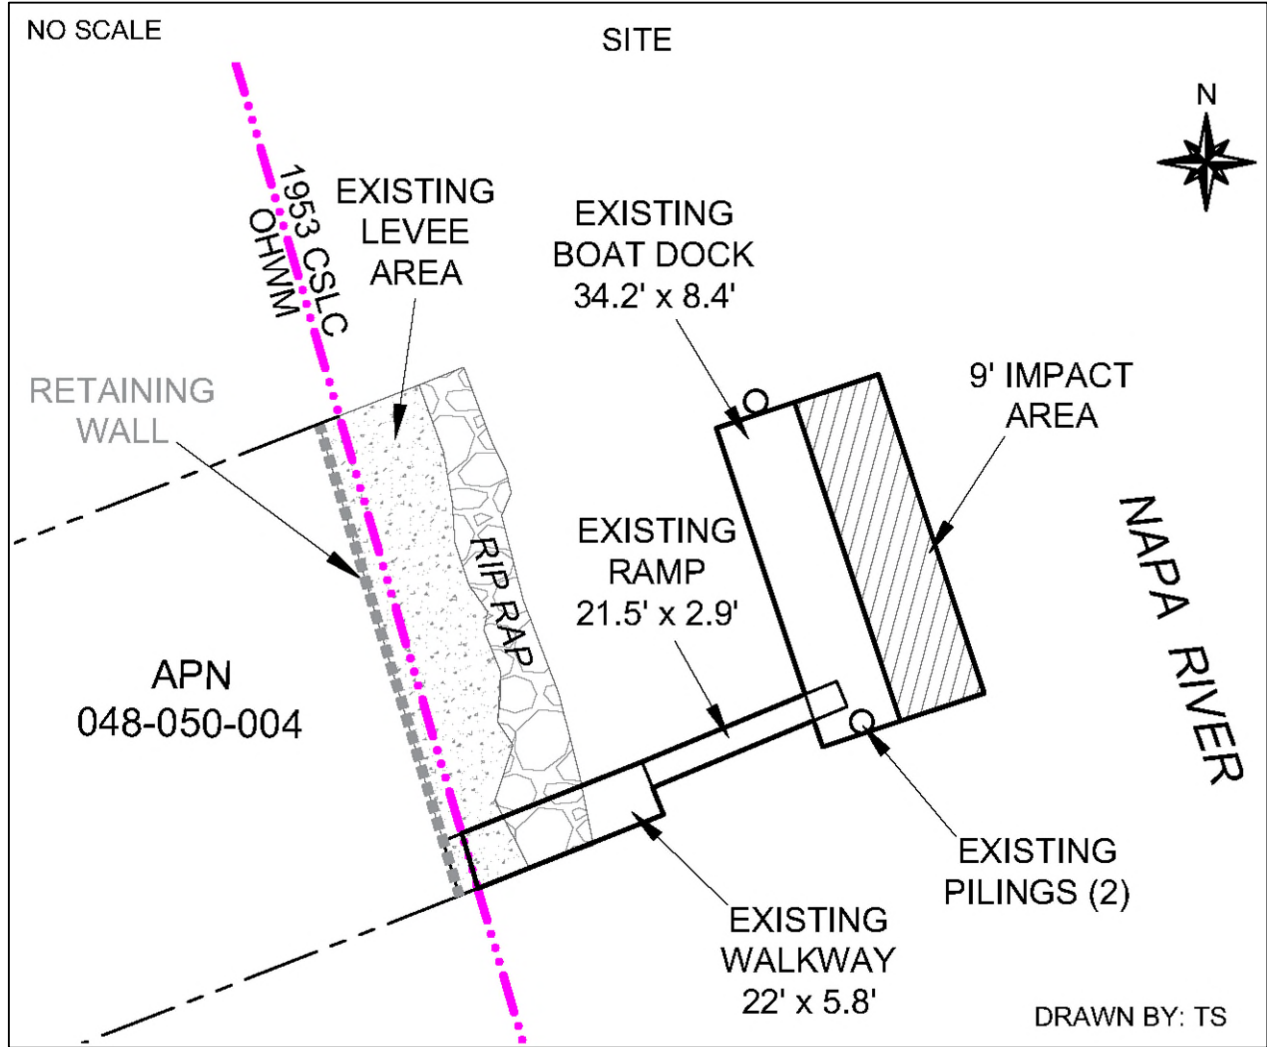 NO SCALE
SITE
N
1953 CSLC
OHWM
EXISTING
LEVEE
AREA
EXISTING
BOAT DOCK
34.2' x 8.4'
RETAINING
WALL
9' IMPACT
AREA
RIP RAP
EXISTING
RAMP
21.5' x 2.9'
NAPA RIVER
APN
048-050-004
EXISTING
PILINGS (2)
EXISTING
WALKWAY
22' x 5.8'
DRAWN BY: TS